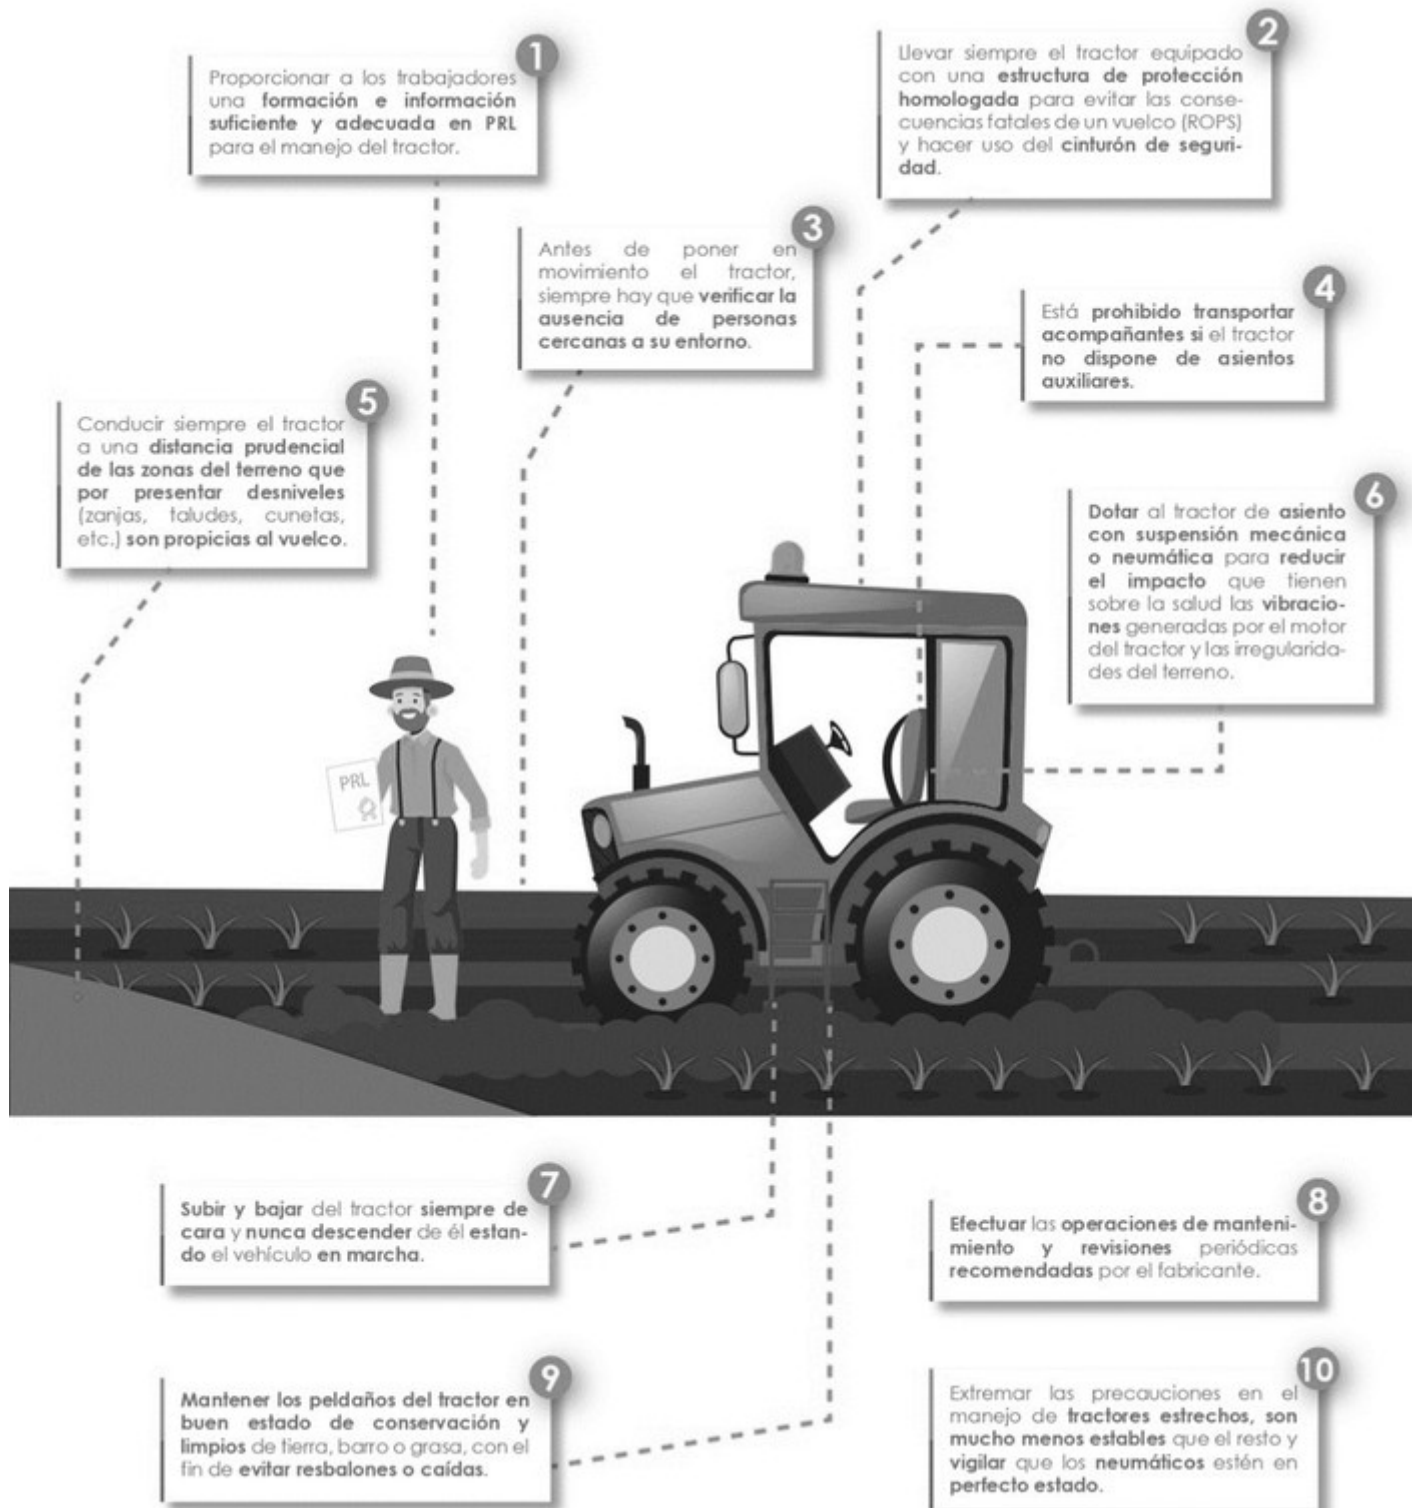 1
Proporcionar a los trabajadores
una formación e información
suficiente y adecuada en PRL
para el manejo del tractor.
2
Llevar siempre el tractor equipado
con una estructura de protección
homologada para evitar las conse-
cuencias fatales de un vuelco (ROPS)
y hacer uso del cinturón de seguri-
dad.
3
Antes de poner en
movimiento el tractor,
siempre hay que verificar la
ausencia de personas
cercanas a su entorno.
4
Está prohibido transportar
acompañantes si el tractor
no dispone de asientos
auxiliares.
5
Conducir siempre el tractor
a una distancia prudencial
de las zonas del terreno que
por presentar desniveles
(zanjas, taludes, cunetas,
etc.) son propicias al vuelco.
6
Dotar al tractor de asiento
con suspensión mecánica
o neumática para reducir
el impacto que tienen
sobre la salud las vibracio-
nes generadas por el motor
del tractor y las irregularida-
des del terreno.
PRL
7
Subir y bajar del tractor siempre de
cara y nunca descender de él estan-
do el vehículo en marcha.
8
Efectuar las operaciones de manteni-
miento y revisiones periódicas
recomendadas por el fabricante.
9
Mantener los peldaños del tractor en
buen estado de conservación y
limpios de tierra, barro o grasa, con el
fin de evitar resbalones o caídas.
10
Extremar las precauciones en el
manejo de tractores estrechos, son
mucho menos estables que el resto y
vigilar que los neumáticos estén en
perfecto estado.